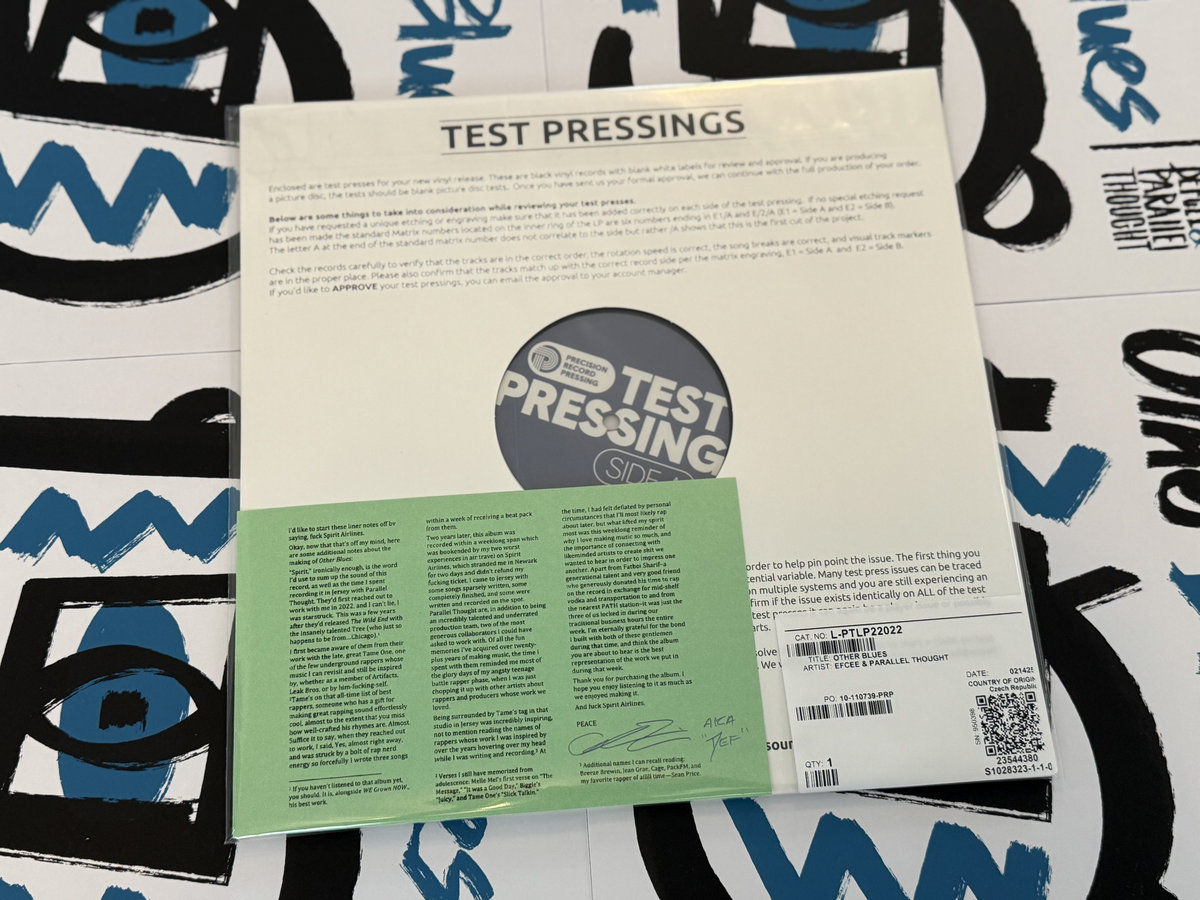 TEST PRESSINGS
Enclosed are test presses for your new vinyl release. These are black vinyl records with blank white labels for review and approval. If you are producing
a picture disc, the tests should be blank picture disc tests. Once you have sent us your formal approval, we can continue with the full production of your order.
Below are some things to take into consideration while reviewing your test presses.
If you have requested a unique etching or engraving make sure that it has been added correctly on each side of the test pressing. If no special etching request
has been made the standard Matrix numbers located on the inner ring of the LP are six numbers ending in E1/A and E/2/A (E1 = Side A and E2 = Side B).
The letter A at the end of the standard matrix number does not correlate to the side but rather /A shows that this is the first cut of the project.
Check the records carefully to verify that the tracks are in the correct order, the rotation speed is correct, the song breaks are correct, and visual track markers
are in the proper place. Please also confirm that the tracks match up with the correct record side per the matrix engraving, E1 = Side A and E2 = Side B.
If you'd like to APPROVE your test pressings, you can email the approval to your account manager.
PRECISION
RECORD
PRESSING
TEST
PRESSING
SIDE
I'd like to start these liner notes off by
saying, fuck Spirit Airlines.
Okay, now that that's off my mind, here
are some additional notes about the
making of Other Blues:
"Spirit," ironically enough, is the word
I'd use to sum up the sound of this
record, as well as the time I spent
recording it in Jersey with Parallel
Thought. They'd first reached out to
work with me in 2022, and I can't lie, I
was starstruck. This was a few years
after they'd released The Wild End with
the insanely talented Tree (who just so
happens to be from...Chicago).¹
I first became aware of them from their
work with the late, great Tame One, one
of the few underground rappers whose
music I can revisit and still be inspired
by, whether as a member of Artifacts,
Leak Bros. or by him-fucking-self.
²Tame's on that all-time list of best
rappers, someone who has a gift for
making great rapping sound effortlessly
cool, almost to the extent that you miss
how well-crafted his rhymes are. Almost.
Suffice it to say, when they reached out
to work, I said, Yes, almost right away,
and was struck by a bolt of rap nerd
energy so forcefully I wrote three songs
¹ If you haven't listened to that album yet,
you should. It is, alongside WE Grown NOW,
his best work.
within a week of receiving a beat pack
from them.
Two years later, this album was
recorded within a weeklong span which
was bookended by my two worst
experiences in air travel on Spirit
Airlines, which stranded me in Newark
for two days and didn't refund my
fucking ticket. I came to Jersey with
some songs sparsely written, some
completely finished, and some were
written and recorded on the spot.
Parallel Thought are, in addition to being
an incredibly talented and underrated
production team, two of the most
generous collaborators I could have
asked to work with. Of all the fun
memories I've acquired over twenty-
plus years of making music, the time I
spent with them reminded me most of
the glory days of my angsty teenage
battle rapper phase, when I was just
chopping it up with other artists about
rappers and producers whose work we
loved.
Being surrounded by Tame's tag in that
studio in Jersey was incredibly inspiring,
not to mention reading the names of
rappers whose work I was inspired by
over the years hovering over my head
while I was writing and recording.³ At
² Verses I still have memorized from
adolescence: Melle Mel's first verse on "The
Message," "It was a Good Day," Biggie's
"Juicy," and Tame One's "Slick Talkin."
the time, I had felt deflated by personal
circumstances that I'll most likely rap
about later, but what lifted my spirit
most was this weeklong reminder of
why I love making music so much, and
the importance of connecting with
likeminded artists to create shit we
wanted to hear in order to impress one
another. Apart from Fatboi Sharif–a
generational talent and very good friend
who generously donated his time to rap
on the record in exchange for mid-shelf
vodka and transportation to and from
the nearest PATH station–it was just the
three of us locked in during our
traditional business hours the entire
week. I'm eternally grateful for the bond
I built with both of these gentlemen
during that time, and think the album
you are about to hear is the best
representation of the work we put in
during that week.
Thank you for purchasing the album. I
hope you enjoy listening to it as much as
we enjoyed making it.
And fuck Spirit Airlines.
PEACE
AKA
"DEF"
³ Additional names I can recall reading:
Breeze Brewin, Jean Grae, Cage, PackFM, and
my favorite rapper of allll time—Sean Price.
order to help pin point the issue. The first thing you
ential variable. Many test press issues can be traced
n multiple systems and you are still experiencing an
firm if the issue exists identically on ALL of the test
arts.
solve
We
sour
CAT. NO: L-PTLP22022
TITLE: OTHER BLUES
ARTIST: EFCEE & PARALLEL THOUGHT
DATE: 02142
COUNTRY OF ORIGIN
Czech Republic
PO: 10-110739-PRP
S/N: 950398
QTY: 1
23544380
S1028323-1-1-0
Blues
PARALLEL
THOUGHT